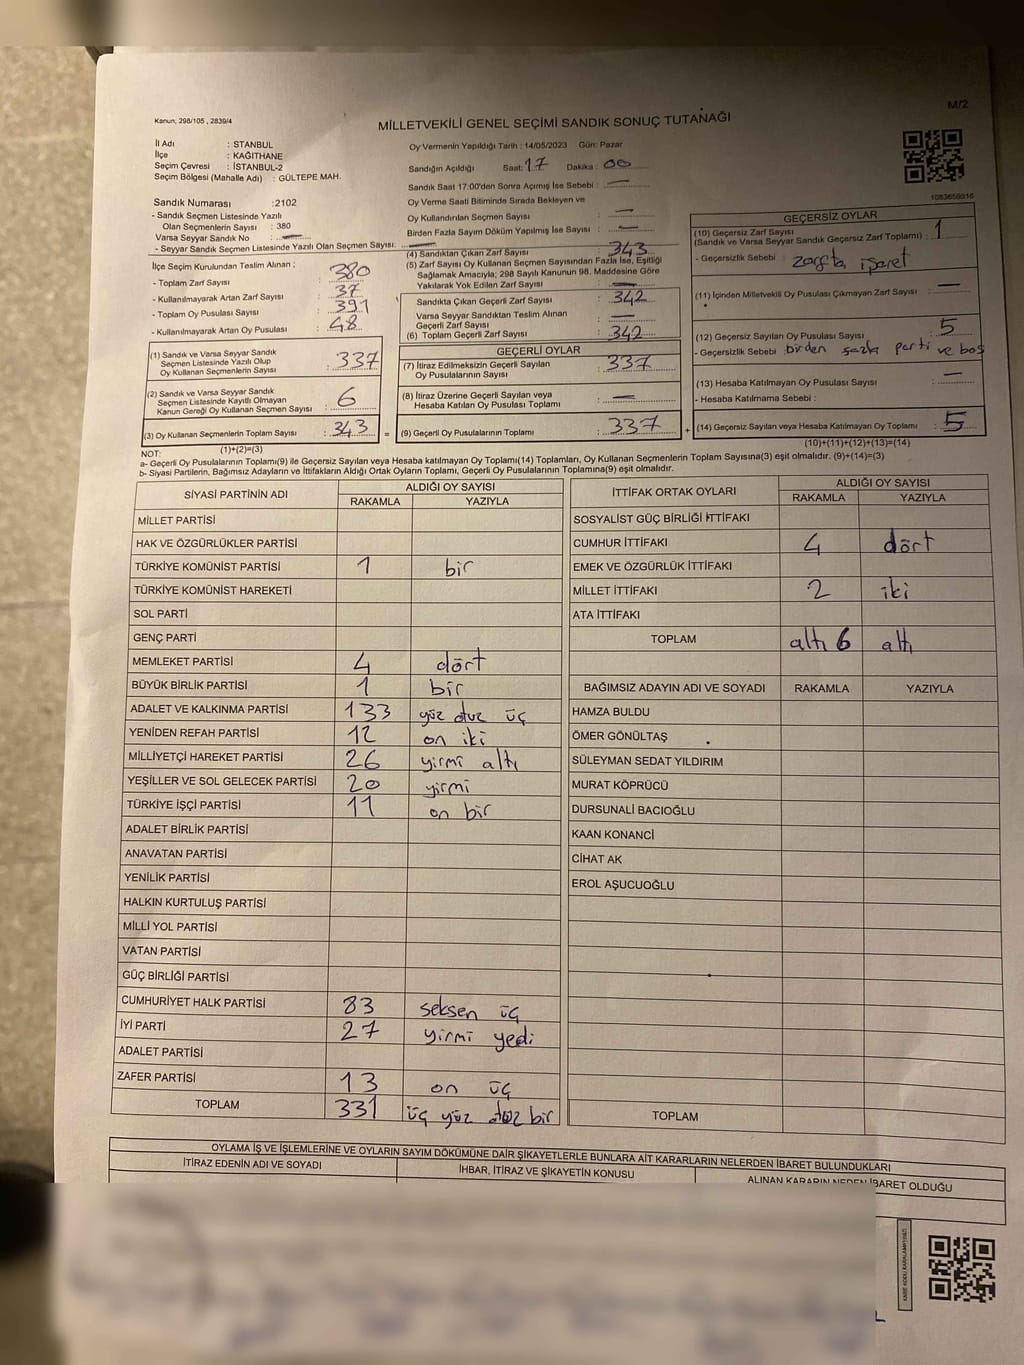 M/2
Kanun; 298/105 , 2839/4
MİLLETVEKİLİ GENEL SEÇİMİ SANDIK SONUÇ TUTANAĞI
İl Adı : İSTANBUL
İlçe : KAĞITHANE
Seçim Çevresi : İSTANBUL-2
Seçim Bölgesi (Mahalle Adı) : GÜLTEPE MAH.
Sandık Numarası :2102
- Sandık Seçmen Listesinde Yazılı
Olan Seçmenlerin Sayısı : 380
Varsa Seyyar Sandık No : —
- Seyyar Sandık Seçmen Listesinde Yazılı Olan Seçmen Sayısı: —
İlçe Seçim Kurulundan Teslim Alınan ;
- Toplam Zarf Sayısı : 380
- Kullanılmayarak Artan Zarf Sayısı : 37
- Toplam Oy Pusulası Sayısı : 391
- Kullanılmayarak Artan Oy Pusulası : 48
(1) Sandık ve Varsa Seyyar Sandık
Seçmen Listesinde Yazılı Olup
Oy Kullanan Seçmenlerin Sayısı : 337
(2) Sandık ve Varsa Seyyar Sandık
Seçmen Listesinde Kayıtlı Olmayan
Kanun Gereği Oy Kullanan Seçmen Sayısı : 6
(3) Oy Kullanan Seçmenlerin Toplam Sayısı : 343 =
(1)+(2)=(3)
Oy Vermenin Yapıldığı Tarih : 14/05/2023 Gün: Pazar
Sandığın Açıldığı Saat: 17 Dakika : 00
Sandık Saat 17:00'den Sonra Açılmış İse Sebebi : —
Oy Verme Saati Bitiminde Sırada Bekleyen ve
Oy Kullandırılan Seçmen Sayısı : —
Birden Fazla Sayım Döküm Yapılmış İse Sayısı : —
(4) Sandıktan Çıkan Zarf Sayısı : 343
(5) Zarf Sayısı Oy Kullanan Seçmen Sayısından Fazla İse, Eşitliği
Sağlamak Amacıyla; 298 Sayılı Kanunun 98. Maddesine Göre
Yakılarak Yok Edilen Zarf Sayısı : —
Sandıkta Çıkan Geçerli Zarf Sayısı : 342
Varsa Seyyar Sandıktan Teslim Alınan
Geçerli Zarf Sayısı : —
(6) Toplam Geçerli Zarf Sayısı : 342
GEÇERLİ OYLAR
(7) İtiraz Edilmeksizin Geçerli Sayılan
Oy Pusulalarının Sayısı : 337
(8) İtiraz Üzerine Geçerli Sayılan veya
Hesaba Katılan Oy Pusulası Toplamı : —
(9) Geçerli Oy Pusulalarının Toplamı : 337 +
1083656016
GEÇERSİZ OYLAR
(10) Geçersiz Zarf Sayısı
(Sandık ve Varsa Seyyar Sandık Geçersiz Zarf Toplamı) : 1
- Geçersizlik Sebebi : zarfta işaret
(11) İçinden Milletvekili Oy Pusulası Çıkmayan Zarf Sayısı : —
(12) Geçersiz Sayılan Oy Pusulası Sayısı : 5
- Geçersizlik Sebebi : birden fazla parti ve boş
(13) Hesaba Katılmayan Oy Pusulası Sayısı : —
- Hesaba Katılmama Sebebi :
(14) Geçersiz Sayılan veya Hesaba Katılmayan Oy Toplamı : 5
(10)+(11)+(12)+(13)=(14)
NOT:
a- Geçerli Oy Pusulaları Toplamı(9) ile Geçersiz Sayılan veya Hesaba Katılmayan Oy Toplamı(14) Toplamları, Oy Kullanan Seçmenlerin Toplam Sayısına(3) eşit olmalıdır. (9)+(14)=(3)
b- Siyasi Partilerin, Bağımsız Adayların ve İttifakların Aldığı Ortak Oyların Toplamı, Geçerli Oy Pusulalarının Toplamına(9) eşit olmalıdır.
SİYASİ PARTİNİN ADI ALDIĞI OY SAYISI
RAKAMLA YAZIYLA
MİLLET PARTİSİ
HAK VE ÖZGÜRLÜKLER PARTİSİ
TÜRKİYE KOMÜNİST PARTİSİ 1 bir
TÜRKİYE KOMÜNİST HAREKETİ
SOL PARTİ
GENÇ PARTİ
MEMLEKET PARTİSİ 4 dört
BÜYÜK BİRLİK PARTİSİ 1 bir
ADALET VE KALKINMA PARTİSİ 133 yüz otuz üç
YENİDEN REFAH PARTİSİ 12 on iki
MİLLİYETÇİ HAREKET PARTİSİ 26 yirmi altı
YEŞİLLER VE SOL GELECEK PARTİSİ 20 yirmi
TÜRKİYE İŞÇİ PARTİSİ 11 on bir
ADALET BİRLİK PARTİSİ
ANAVATAN PARTİSİ
YENİLİK PARTİSİ
HALKIN KURTULUŞ PARTİSİ
MİLLİ YOL PARTİSİ
VATAN PARTİSİ
GÜÇ BİRLİĞİ PARTİSİ
CUMHURİYET HALK PARTİSİ 83 seksen üç
İYİ PARTİ 27 yirmi yedi
ADALET PARTİSİ
ZAFER PARTİSİ 13 on üç
TOPLAM 331 üç yüz otuz bir
İTTİFAK ORTAK OYLARI ALDIĞI OY SAYISI
RAKAMLA YAZIYLA
SOSYALİST GÜÇ BİRLİĞİ İTTİFAKI
CUMHUR İTTİFAKI 4 dört
EMEK VE ÖZGÜRLÜK İTTİFAKI
MİLLET İTTİFAKI 2 iki
ATA İTTİFAKI
TOPLAM altı 6 altı
BAĞIMSIZ ADAYIN ADI VE SOYADI RAKAMLA YAZIYLA
HAMZA BULDU
ÖMER GÖNÜLTAŞ
SÜLEYMAN SEDAT YILDIRIM
MURAT KÖPRÜCÜ
DURSUNALİ BACIOĞLU
KAAN KONANCİ
CİHAT AK
EROL AŞUCUOĞLU
TOPLAM
OYLAMA İŞ VE İŞLEMLERİNE VE OYLARIN SAYIM DÖKÜMÜNE DAİR ŞİKAYETLERLE BUNLARA AİT KARARLARIN NELERDEN İBARET BULUNDUKLARI
İTİRAZ EDENİN ADI VE SOYADI İHBAR, İTİRAZ VE ŞİKAYETİN KONUSU ALINAN KARARIN NEDEN İBARET OLDUĞU